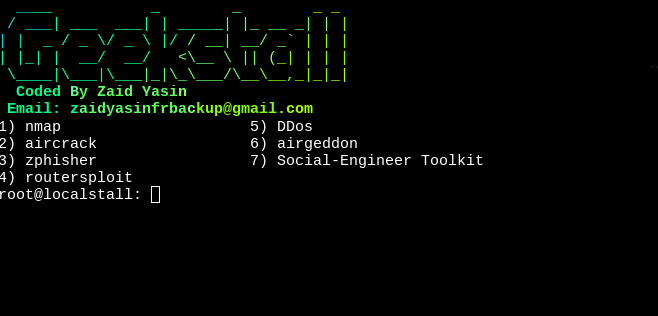 Geekstall
Coded By Zaid Yasin
Email: zaidyasinfrbackup@gmail.com
1) nmap 5) DDos
2) aircrack 6) airgeddon
3) zphisher 7) Social-Engineer Toolkit
4) routersploit
root@localstall: